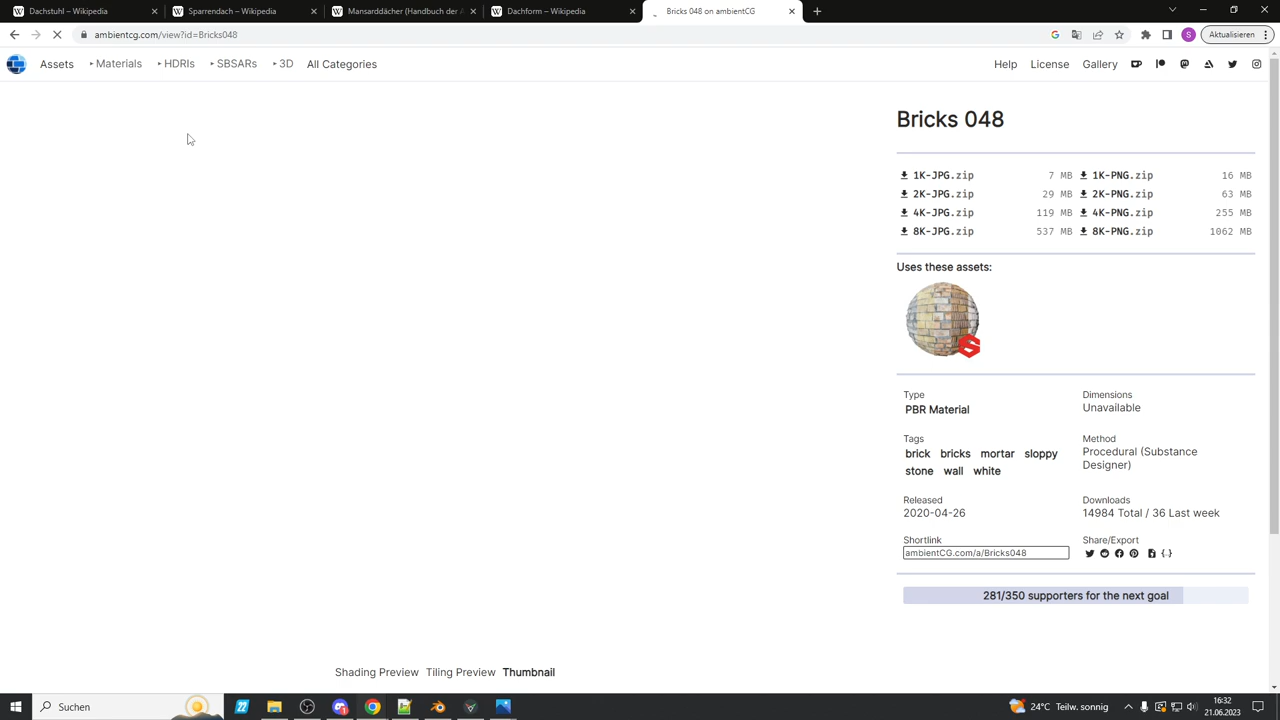 Dachstuhl – Wikipedia
Sparrendach – Wikipedia
Mansarddächer (Handbuch der A
Dachform – Wikipedia
Bricks 048 on ambientCG
ambientcg.com/view?id=Bricks048
S
Aktualisieren
Assets
Materials
HDRIs
SBSARs
3D
All Categories
Help
License
Gallery
Bricks 048
1K-JPG.zip 7 MB 1K-PNG.zip 16 MB
2K-JPG.zip 29 MB 2K-PNG.zip 63 MB
4K-JPG.zip 119 MB 4K-PNG.zip 255 MB
8K-JPG.zip 537 MB 8K-PNG.zip 1062 MB
Uses these assets:
Type
PBR Material
Dimensions
Unavailable
Tags
brick bricks mortar sloppy
stone wall white
Method
Procedural (Substance
Designer)
Released
2020-04-26
Downloads
14984 Total / 36 Last week
Shortlink
ambientCG.com/a/Bricks048
Share/Export
281/350 supporters for the next goal
Shading Preview Tiling Preview Thumbnail
Suchen
24°C Teilw. sonnig
16:32
21.06.2023